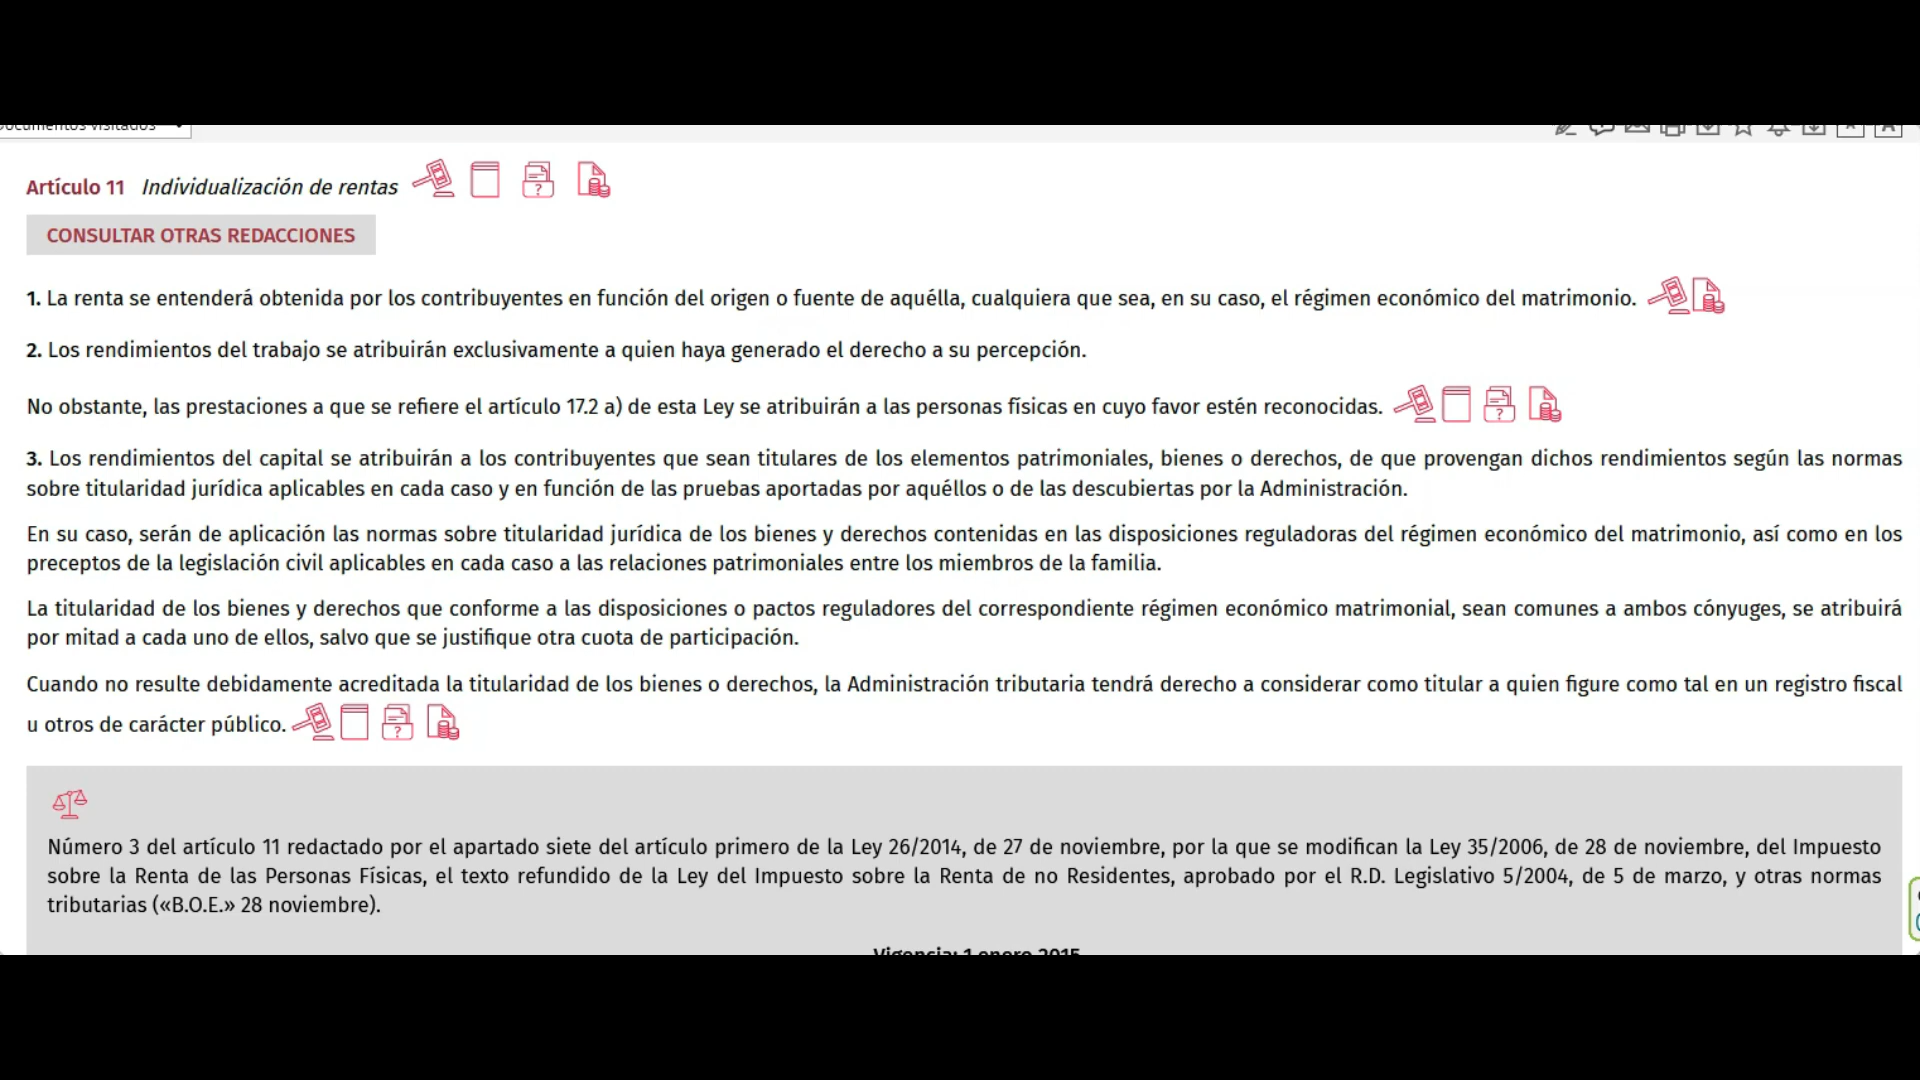 Documentos visitados
Artículo 11 Individualización de rentas
CONSULTAR OTRAS REDACCIONES
1. La renta se entenderá obtenida por los contribuyentes en función del origen o fuente de aquélla, cualquiera que sea, en su caso, el régimen económico del matrimonio.
2. Los rendimientos del trabajo se atribuirán exclusivamente a quien haya generado el derecho a su percepción.
No obstante, las prestaciones a que se refiere el artículo 17.2 a) de esta Ley se atribuirán a las personas físicas en cuyo favor estén reconocidas.
3. Los rendimientos del capital se atribuirán a los contribuyentes que sean titulares de los elementos patrimoniales, bienes o derechos, de que provengan dichos rendimientos según las normas
sobre titularidad jurídica aplicables en cada caso y en función de las pruebas aportadas por aquéllos o de las descubiertas por la Administración.
En su caso, serán de aplicación las normas sobre titularidad jurídica de los bienes y derechos contenidas en las disposiciones reguladoras del régimen económico del matrimonio, así como en los
preceptos de la legislación civil aplicables en cada caso a las relaciones patrimoniales entre los miembros de la familia.
La titularidad de los bienes y derechos que conforme a las disposiciones o pactos reguladores del correspondiente régimen económico matrimonial, sean comunes a ambos cónyuges, se atribuirá
por mitad a cada uno de ellos, salvo que se justifique otra cuota de participación.
Cuando no resulte debidamente acreditada la titularidad de los bienes o derechos, la Administración tributaria tendrá derecho a considerar como titular a quien figure como tal en un registro fiscal
u otros de carácter público.
Número 3 del artículo 11 redactado por el apartado siete del artículo primero de la Ley 26/2014, de 27 de noviembre, por la que se modifican la Ley 35/2006, de 28 de noviembre, del Impuesto
sobre la Renta de las Personas Físicas, el texto refundido de la Ley del Impuesto sobre la Renta de no Residentes, aprobado por el R.D. Legislativo 5/2004, de 5 de marzo, y otras normas
tributarias («B.O.E.» 28 noviembre).
Vigencia: 1 enero 2015